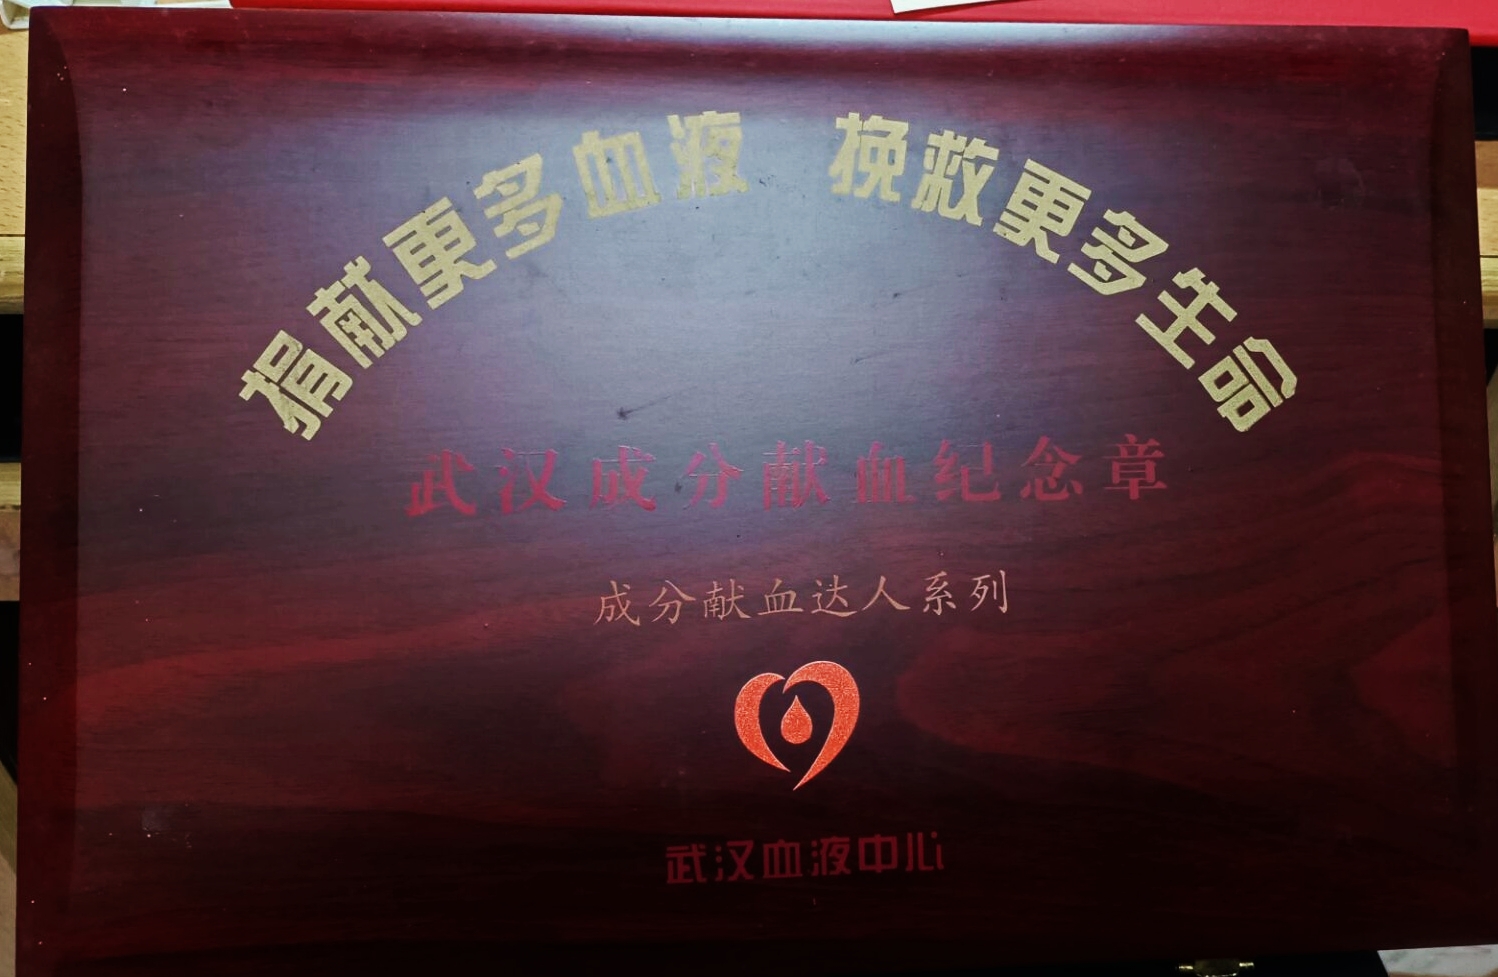 捐献更多血液 挽救更多生命
武汉成分献血纪念章
成分献血达人系列
武汉血液中心